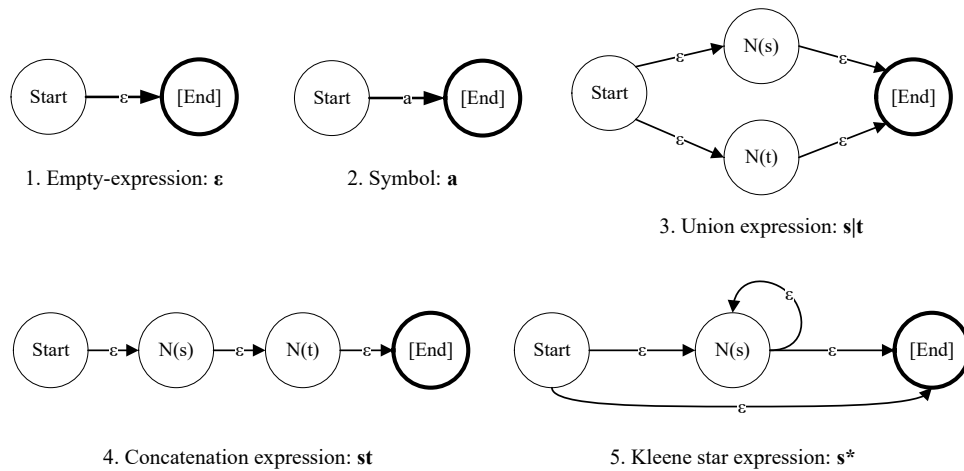 Start
ε
[End]
1. Empty-expression: ε
Start
a
[End]
2. Symbol: a
Start
ε
N(s)
ε
ε
N(t)
ε
[End]
3. Union expression: s|t
Start
ε
N(s)
ε
N(t)
ε
[End]
4. Concatenation expression: st
Start
ε
N(s)
ε
ε
[End]
ε
5. Kleene star expression: s*